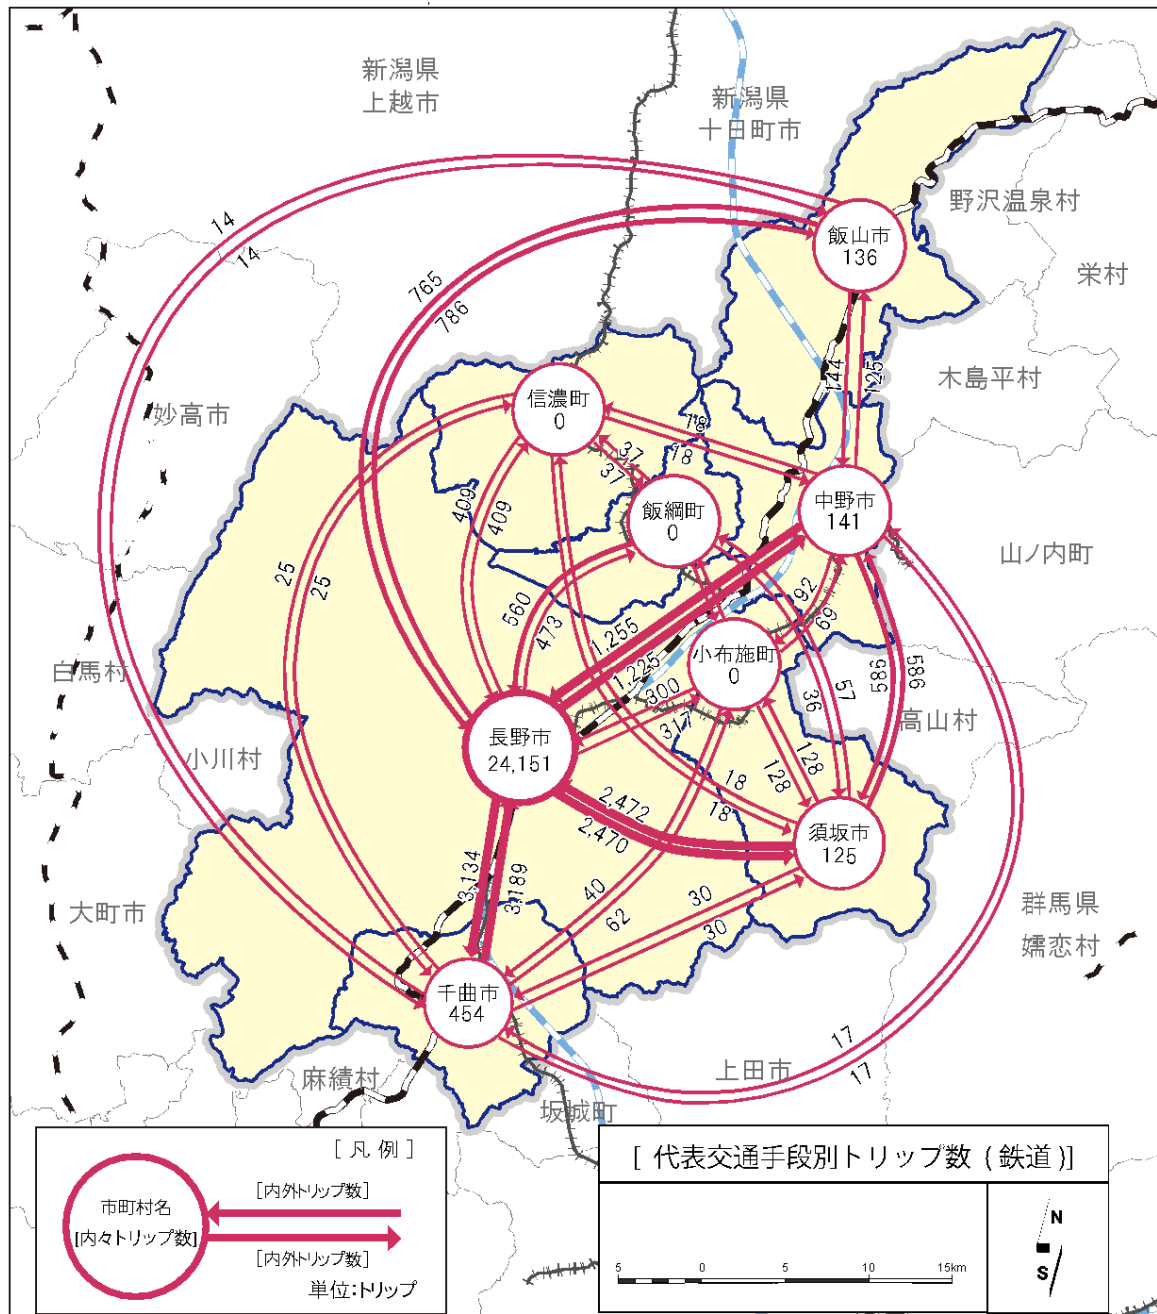 新潟県
上越市
新潟県
十日町市
野沢温泉村
飯山市
136
栄村
14
14
765
786
144
125
木島平村
妙高市
信濃町
0
18
18
37
37
飯綱町
0
中野市
141
409
409
山ノ内町
25
25
560
473
92
69
1,255
1,225
小布施町
0
300
317
36
57
586
586
白馬村
高山村
小川村
長野市
24,151
18
18
128
128
2,472
2,470
須坂市
125
3,134
3,189
40
62
30
30
大町市
群馬県
嬬恋村
千曲市
454
17
17
上田市
麻績村
坂城町
[ 凡 例 ]
市町村名
[内々トリップ数]
[内外トリップ数]
[内外トリップ数]
単位:トリップ
[ 代表交通手段別トリップ数 ( 鉄道 )]
5 0 5 10 15km
N
S